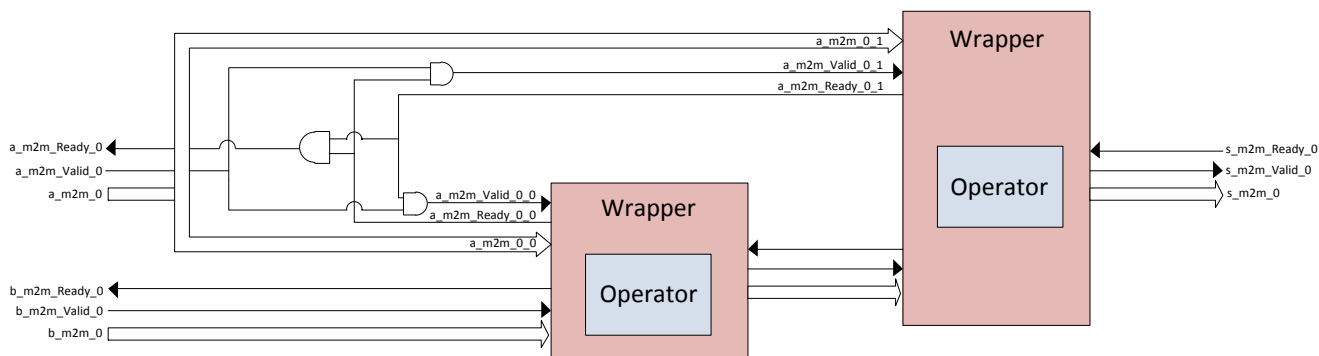 Wrapper
a_m2m_0_1
a_m2m_Valid_0_1
a_m2m_Ready_0_1
a_m2m_Ready_0
a_m2m_Valid_0
a_m2m_0
s_m2m_Ready_0
s_m2m_Valid_0
s_m2m_0
Operator
a_m2m_Valid_0_0
a_m2m_Ready_0_0
a_m2m_0_0
Wrapper
Operator
b_m2m_Ready_0
b_m2m_Valid_0
b_m2m_0